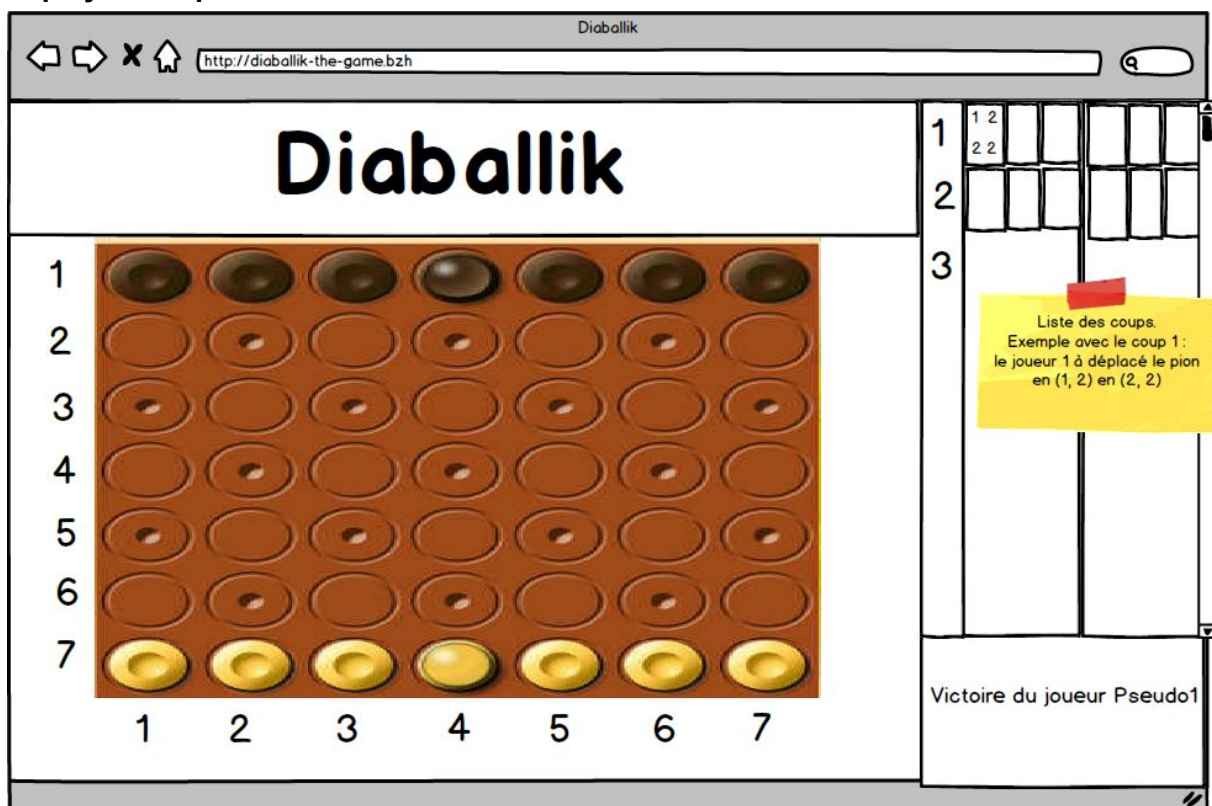 Diaballik
http://diaballik-the-game.bzh
Diaballik
1
2
3
4
5
6
7
1 2 3 4 5 6 7
1
1 2
2 2
2
3
Liste des coups.
Exemple avec le coup 1 :
le joueur 1 à déplacé le pion
en (1, 2) en (2, 2)
Victoire du joueur Pseudo1